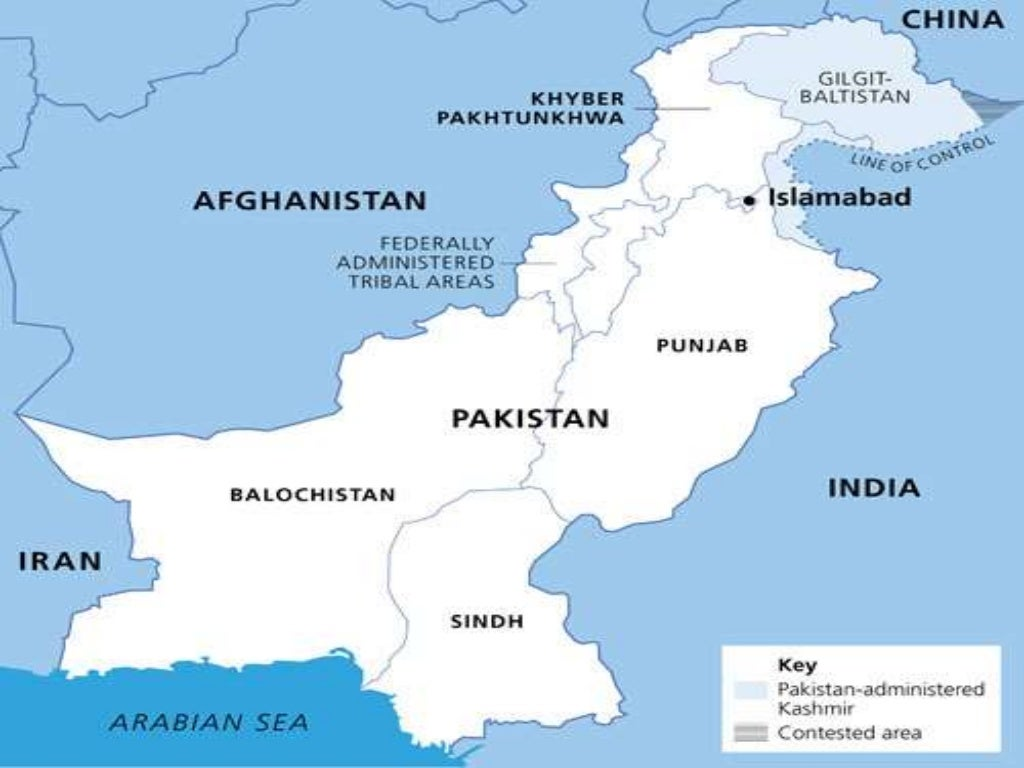 CHINA
GILGIT-
BALTISTAN
KHYBER
PAKHTUNKHWA
LINE OF CONTROL
AFGHANISTAN
Islamabad
FEDERALLY
ADMINISTERED
TRIBAL AREAS
PUNJAB
PAKISTAN
BALOCHISTAN
INDIA
IRAN
SINDH
Key
Pakistan-administered
Kashmir
Contested area
ARABIAN SEA